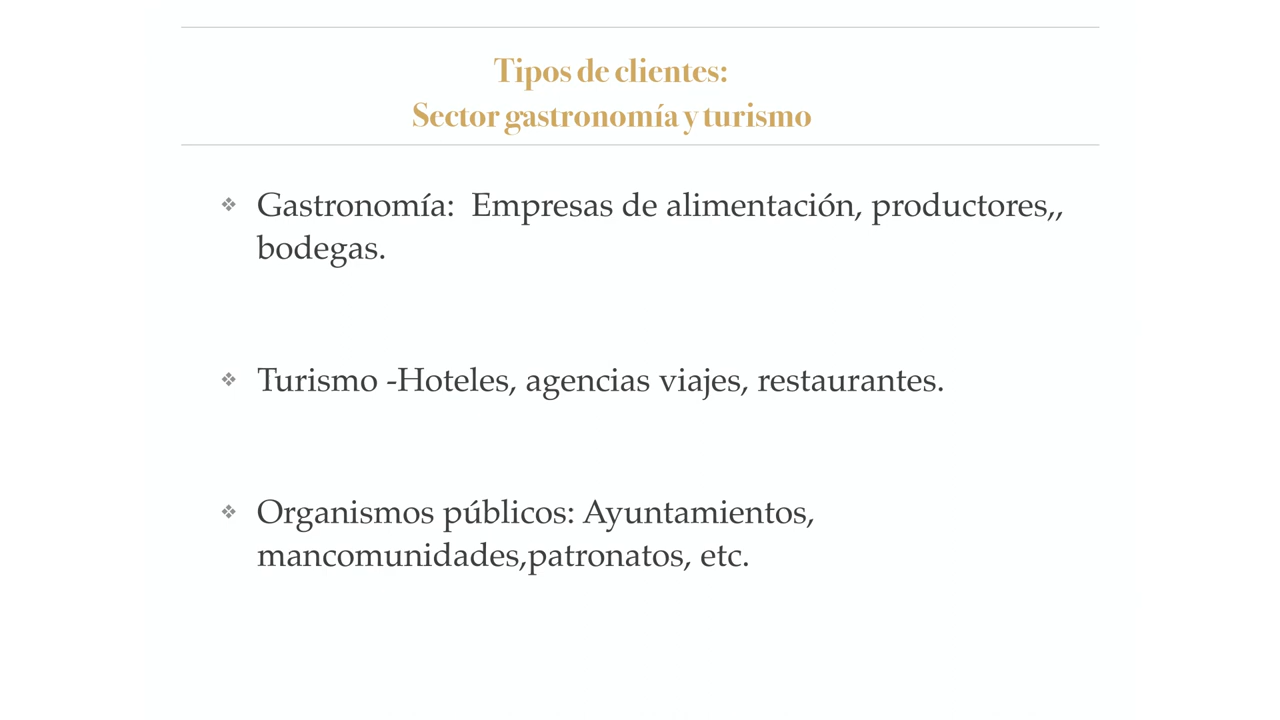 Tipos de clientes:
Sector gastronomía y turismo
❖ Gastronomía:  Empresas de alimentación, productores,,
bodegas.
❖ Turismo -Hoteles, agencias viajes, restaurantes.
❖ Organismos públicos: Ayuntamientos,
mancomunidades,patronatos, etc.